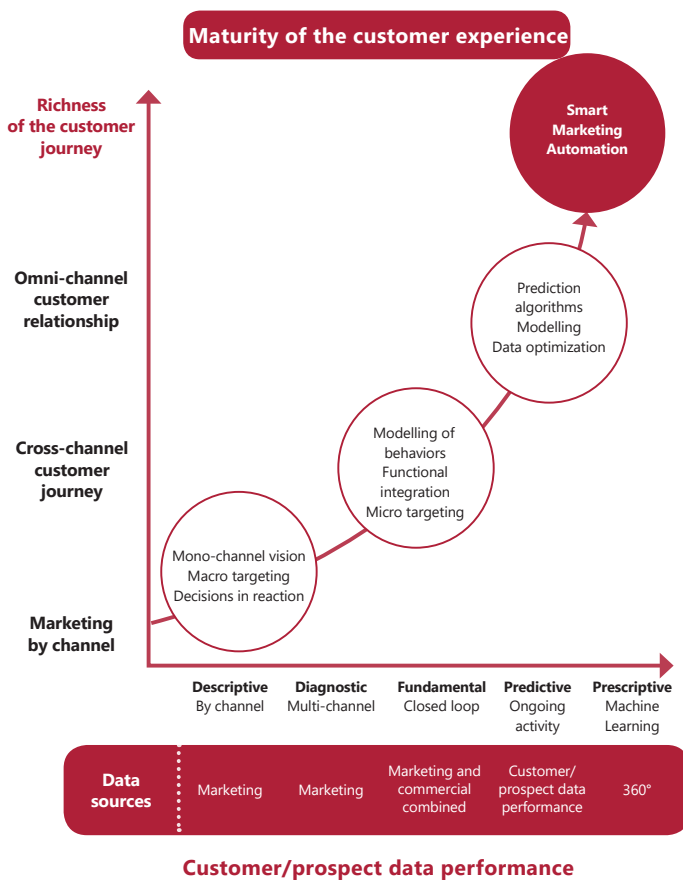 Maturity of the customer experience
Richness
of the customer
journey
Smart
Marketing
Automation
Omni-channel
customer
relationship
Prediction
algorithms
Modelling
Data optimization
Cross-channel
customer
journey
Modelling of
behaviors
Functional
integration
Micro targeting
Mono-channel vision
Macro targeting
Decisions in reaction
Marketing
by channel
Descriptive
By channel
Diagnostic
Multi-channel
Fundamental
Closed loop
Predictive
Ongoing
activity
Prescriptive
Machine
Learning
Data
sources
Marketing
Marketing
Marketing and
commercial
combined
Customer/
prospect data
performance
360°
Customer/prospect data performance